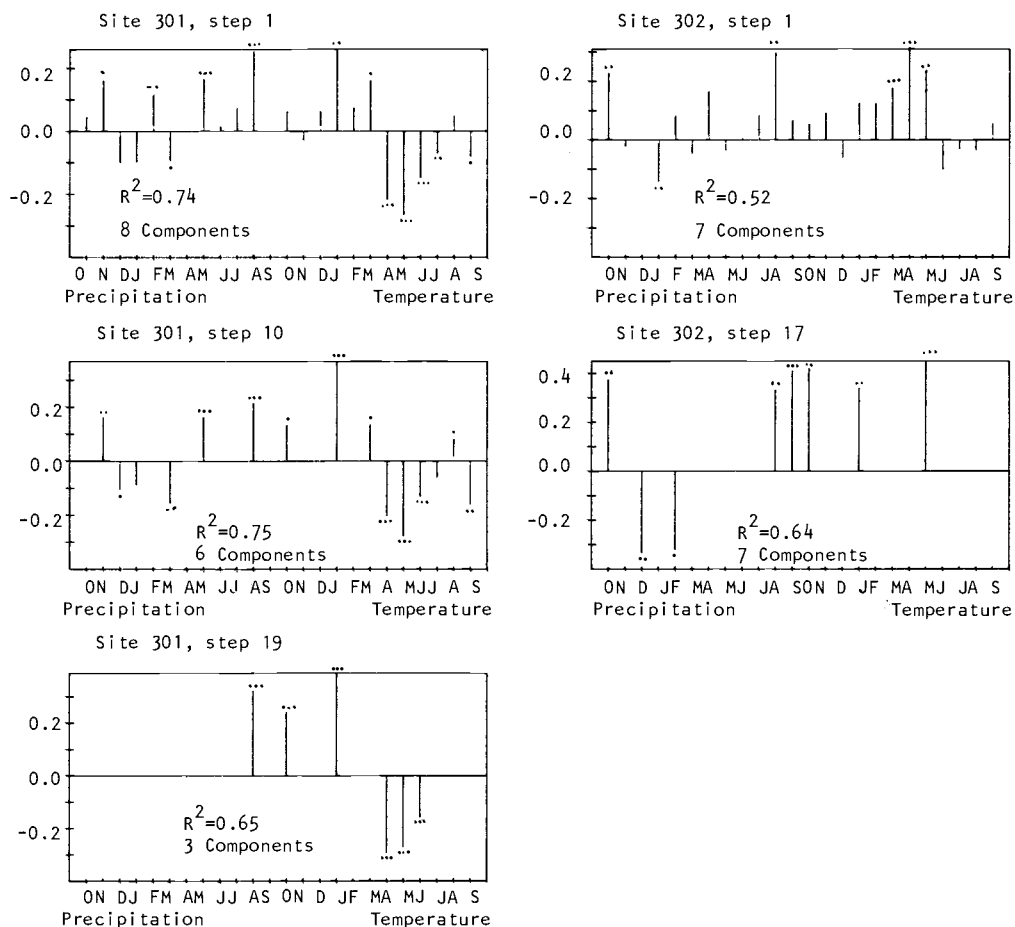 Site 301, step 1
0.2
0.0
-0.2
R2=0.74
8 Components
O N DJ FM AM JJ AS ON D J FM A M JJ A S
Precipitation Temperature
Site 302, step 1
0.2
0.0
-0.2
R2=0.52
7 Components
ON DJ F MA MJ JA SON D JF MA MJ JA S
Precipitation Temperature
Site 301, step 10
0.2
0.0
-0.2
R2=0.75
6 Components
ON DJ FM AM JJ AS ON D J FM A MJJ A S
Precipitation Temperature
Site 302, step 17
0.4
0.2
0.0
-0.2
R2=0.64
7 Components
ON D JF MA MJ JA SON D JF MA MJ JA S
Precipitation Temperature
Site 301, step 19
0.2
0.0
-0.2
R2=0.65
3 Components
ON DJ FM AM JJ AS ON D JF MA MJ JA S
Precipitation Temperature